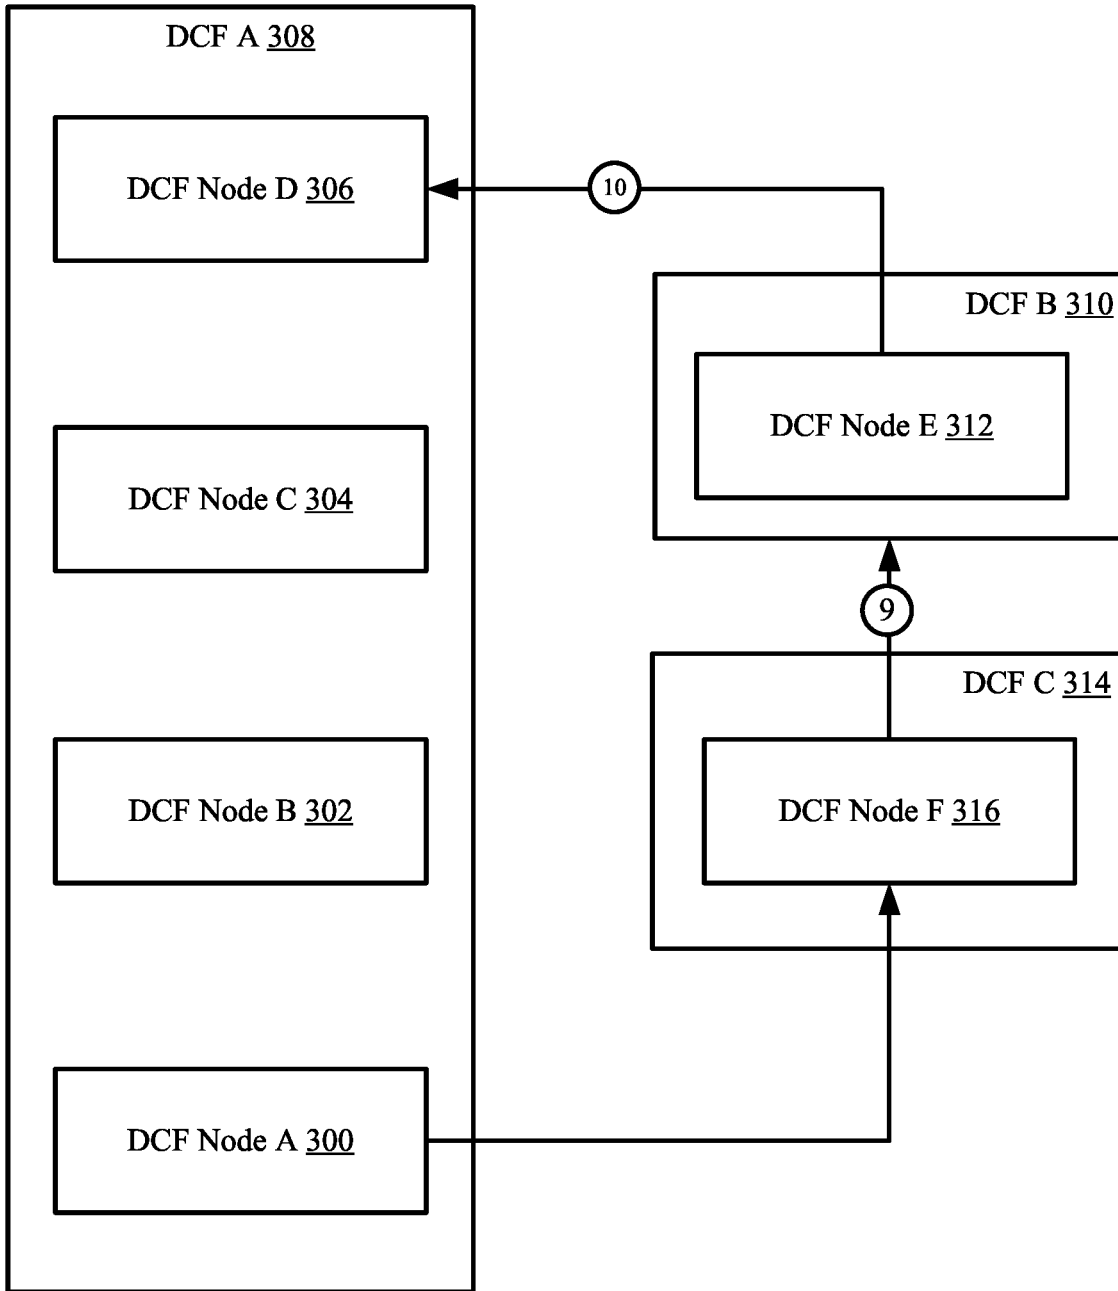 DCF A 308
DCF Node D 306
10
DCF B 310
DCF Node E 312
DCF Node C 304
9
DCF C 314
DCF Node B 302
DCF Node F 316
DCF Node A 300